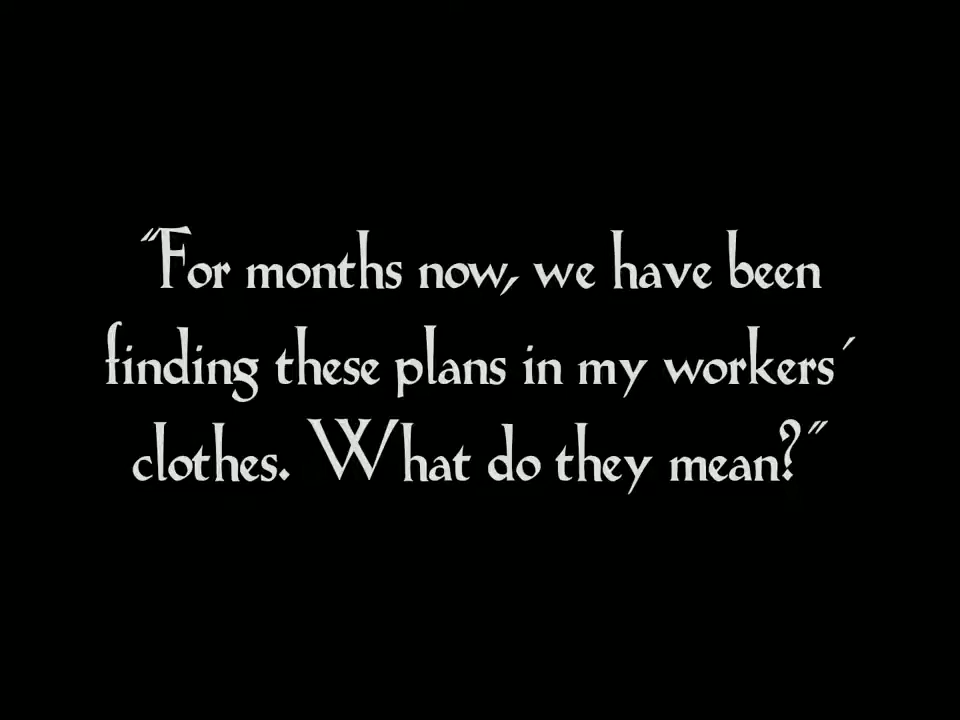 "For months now, we have been
finding these plans in my workers´
clothes. What do they mean?"